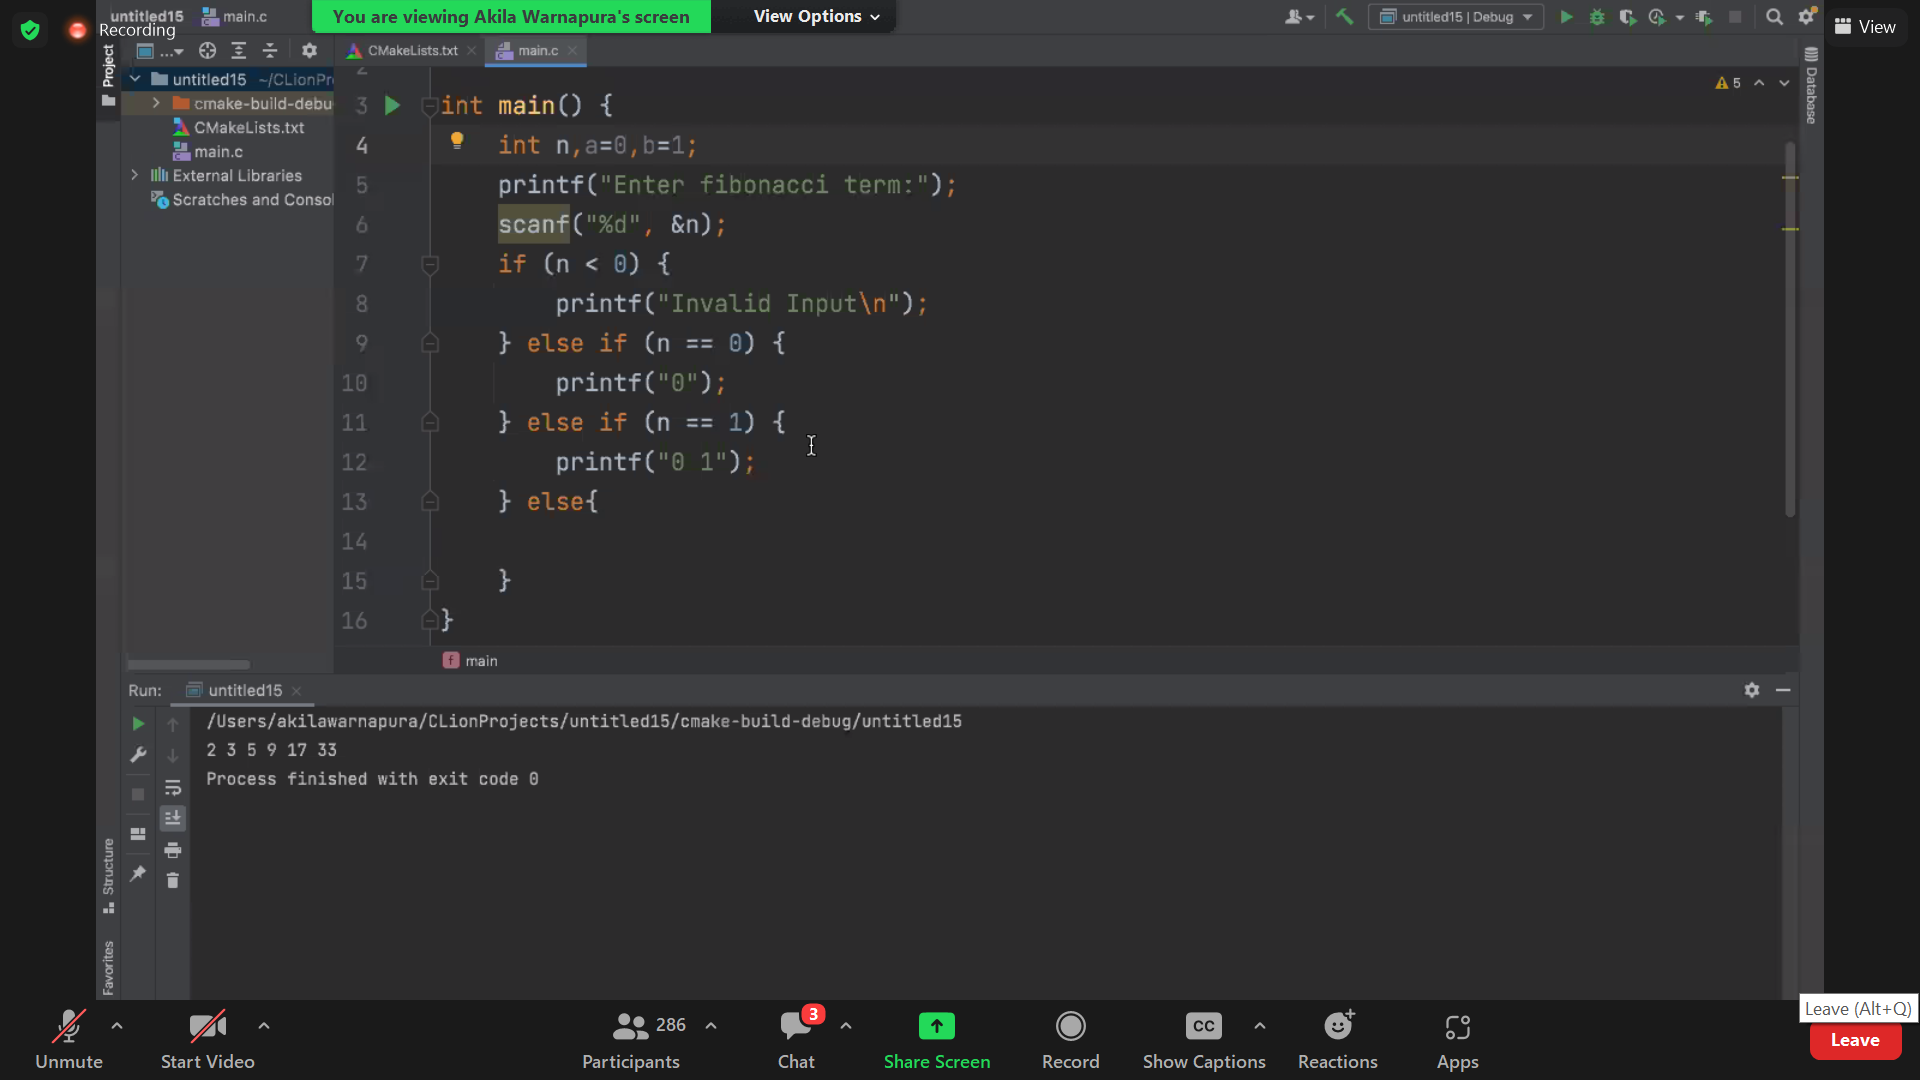 untitled15 main.c
Recording
You are viewing Akila Warnapura's screen View Options
untitled15 | Debug
View
Project
...
CMakeLists.txt
main.c
untitled15 ~/CLionPr
cmake-build-debu
CMakeLists.txt
main.c
External Libraries
Scratches and Consol
Database
5
3 int main() {
4 int n,a=0,b=1;
5 printf("Enter fibonacci term:");
6 scanf("%d", &n);
7 if (n < 0) {
8 printf("Invalid Input\n");
9 } else if (n == 0) {
10 printf("0");
11 } else if (n == 1) {
12 printf("0 1");
13 } else{
14
15 }
16 }
f main
Run: untitled15
/Users/akilawarnapura/CLionProjects/untitled15/cmake-build-debug/untitled15
2 3 5 9 17 33
Process finished with exit code 0
Structure
Favorites
Leave (Alt+Q)
Unmute
Start Video
286
Participants
3
Chat
Share Screen
Record
CC
Show Captions
Reactions
Apps
Leave